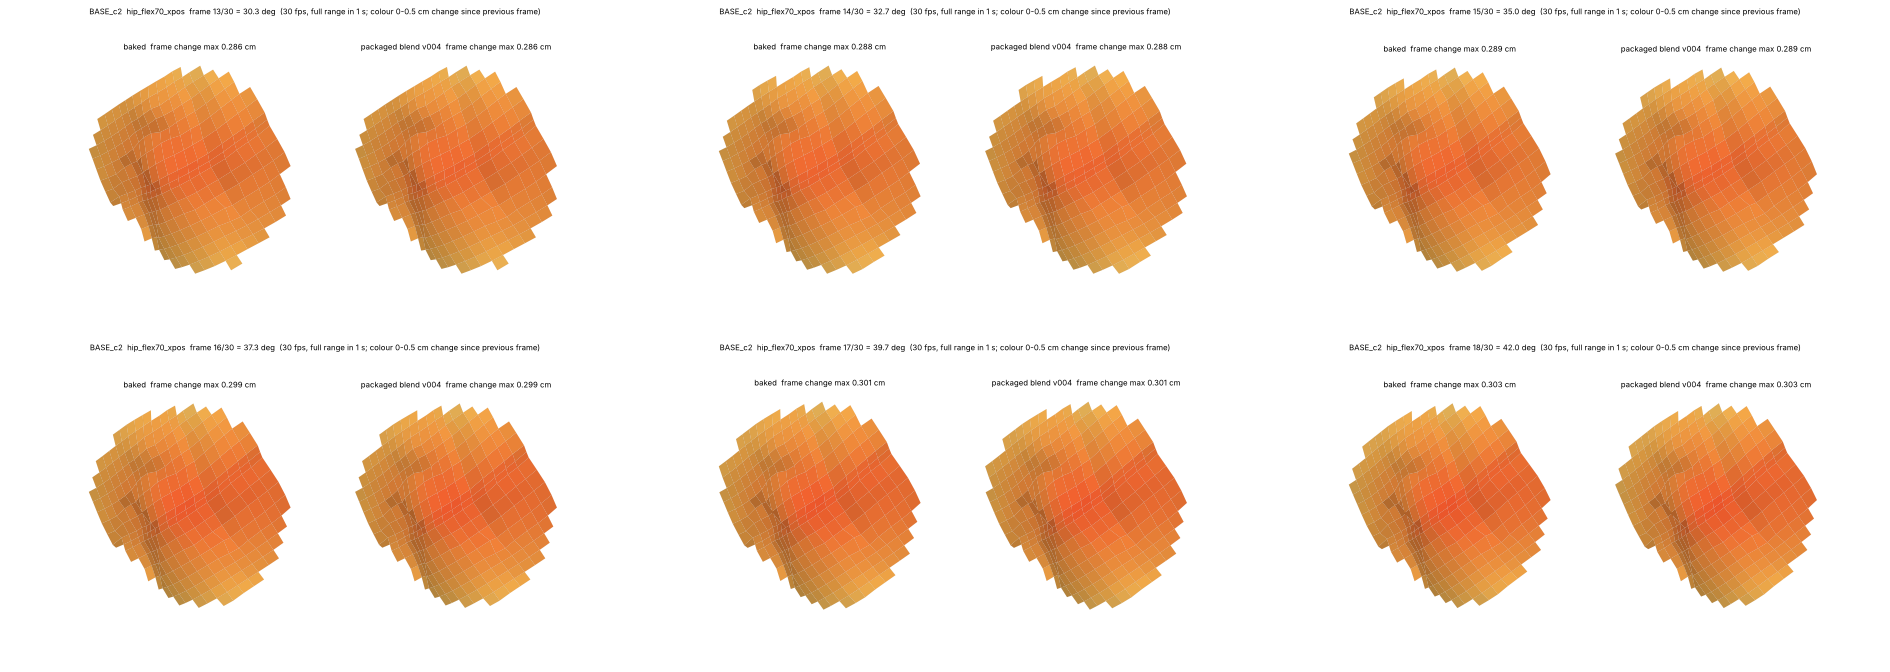 BASE_c2 hip_flex70_xpos frame 13/30 = 30.3 deg (30 fps, full range in 1 s; colour 0-0.5 cm change since previous frame)
baked frame change max 0.286 cm
packaged blend v004 frame change max 0.286 cm
BASE_c2 hip_flex70_xpos frame 14/30 = 32.7 deg (30 fps, full range in 1 s; colour 0-0.5 cm change since previous frame)
baked frame change max 0.288 cm
packaged blend v004 frame change max 0.288 cm
BASE_c2 hip_flex70_xpos frame 15/30 = 35.0 deg (30 fps, full range in 1 s; colour 0-0.5 cm change since previous frame)
baked frame change max 0.289 cm
packaged blend v004 frame change max 0.289 cm
BASE_c2 hip_flex70_xpos frame 16/30 = 37.3 deg (30 fps, full range in 1 s; colour 0-0.5 cm change since previous frame)
baked frame change max 0.299 cm
packaged blend v004 frame change max 0.299 cm
BASE_c2 hip_flex70_xpos frame 17/30 = 39.7 deg (30 fps, full range in 1 s; colour 0-0.5 cm change since previous frame)
baked frame change max 0.301 cm
packaged blend v004 frame change max 0.301 cm
BASE_c2 hip_flex70_xpos frame 18/30 = 42.0 deg (30 fps, full range in 1 s; colour 0-0.5 cm change since previous frame)
baked frame change max 0.303 cm
packaged blend v004 frame change max 0.303 cm